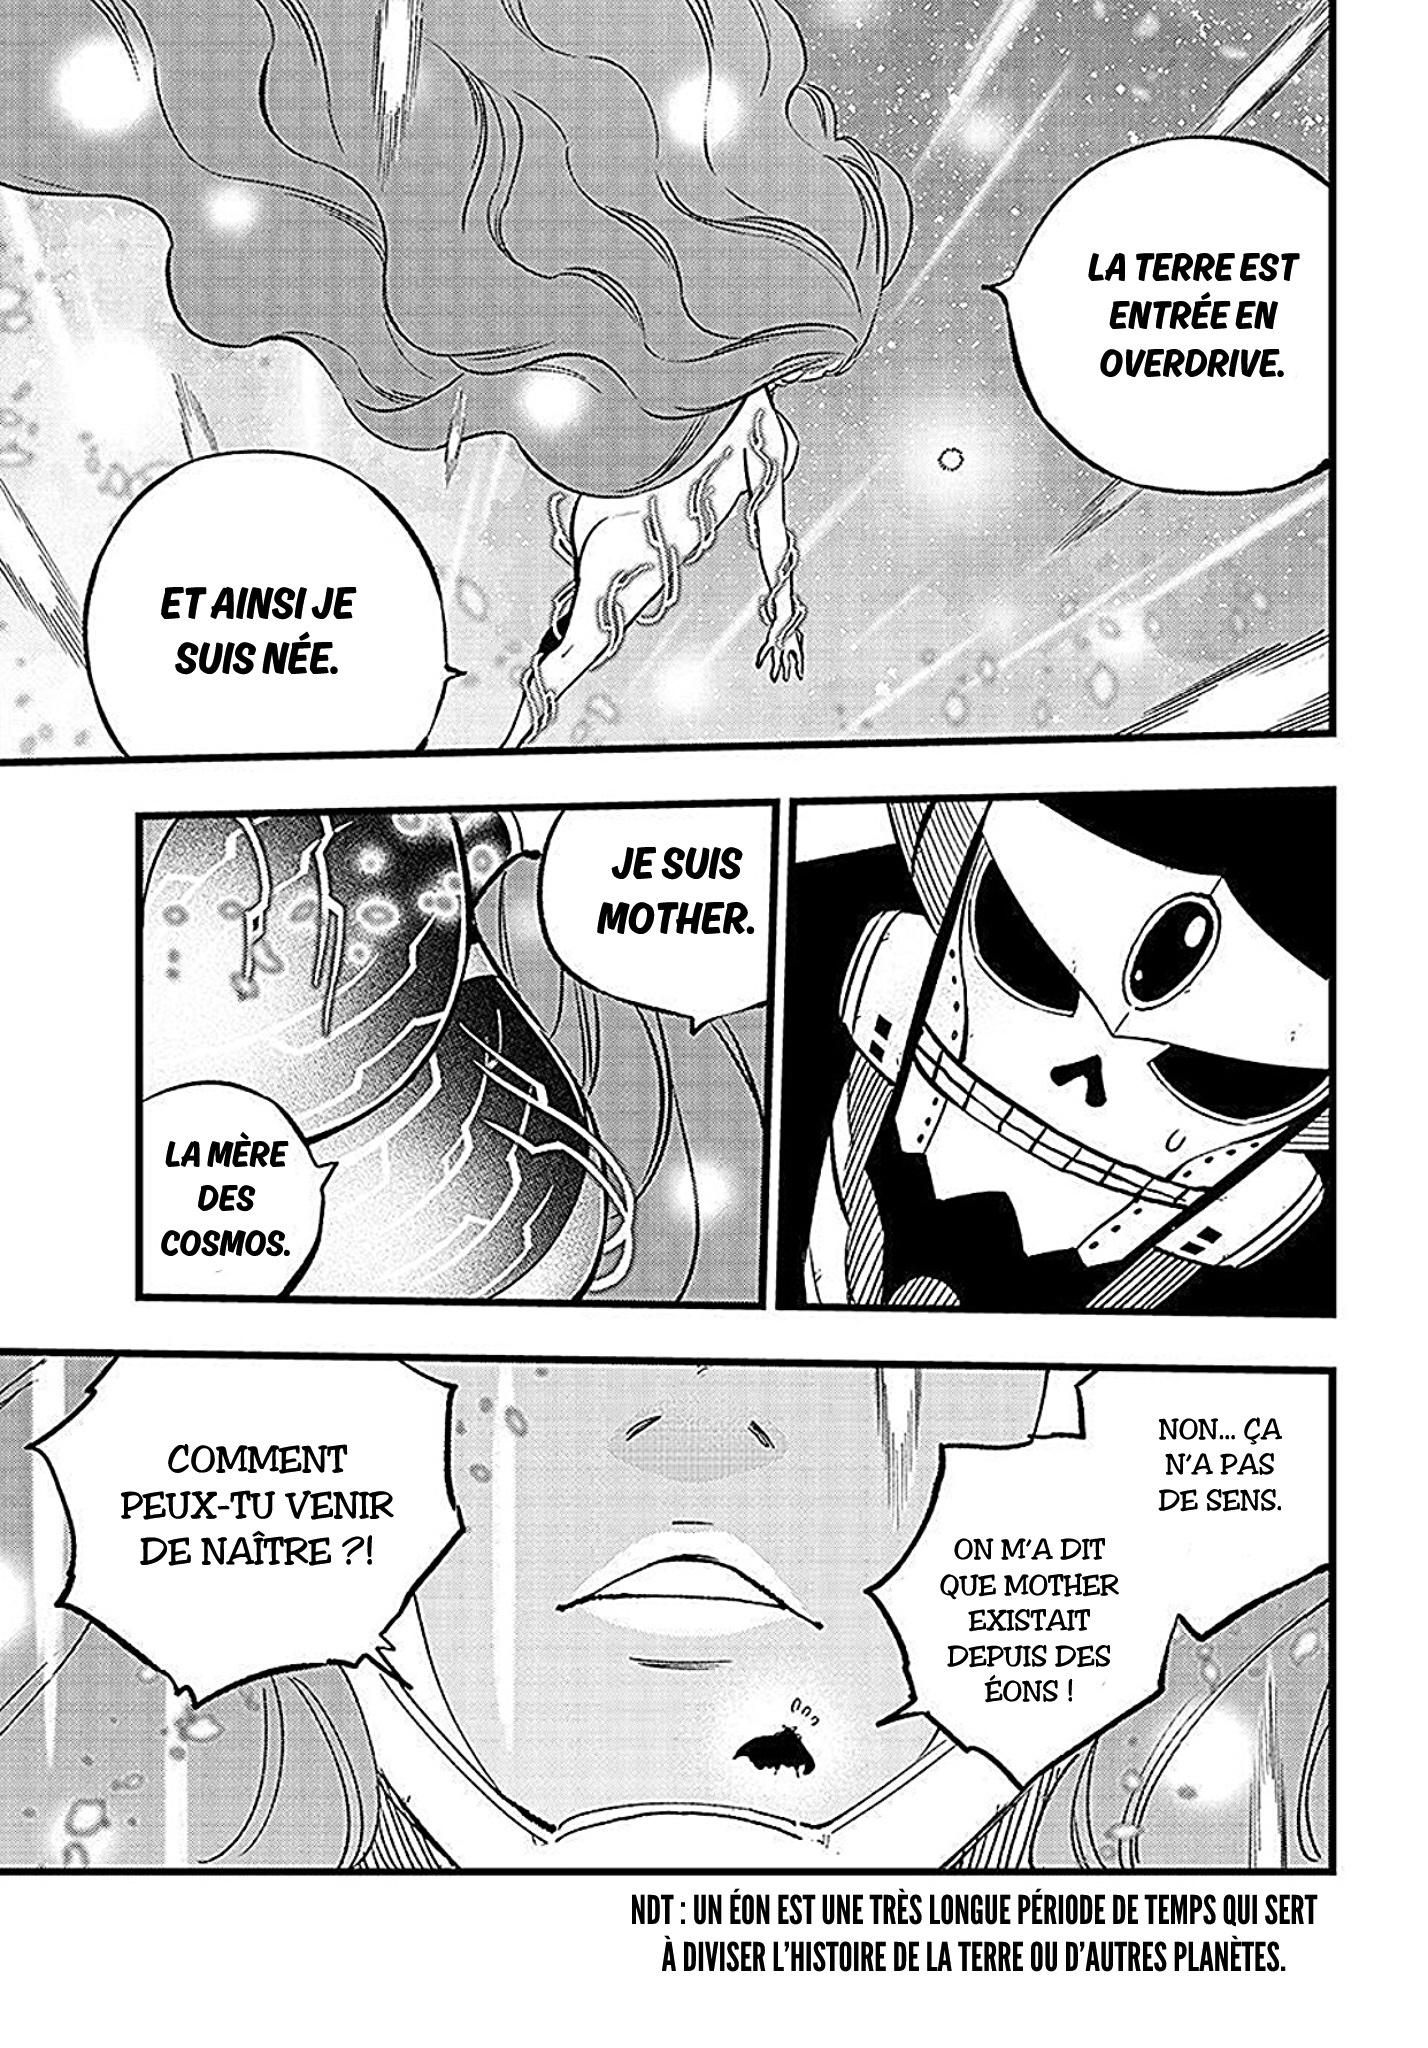 LA TERRE EST
ENTRÉE EN
OVERDRIVE.
ET AINSI JE
SUIS NÉE.
JE SUIS
MOTHER.
LA MÈRE
DES
COSMOS.
NON... ÇA
N'A PAS
DE SENS.
ON M'A DIT
QUE MOTHER
EXISTAIT
DEPUIS DES
ÉONS !
COMMENT
PEUX-TU VENIR
DE NAÎTRE ?!
NDT : UN ÉON EST UNE TRÈS LONGUE PÉRIODE DE TEMPS QUI SERT
À DIVISER L'HISTOIRE DE LA TERRE OU D'AUTRES PLANÈTES.